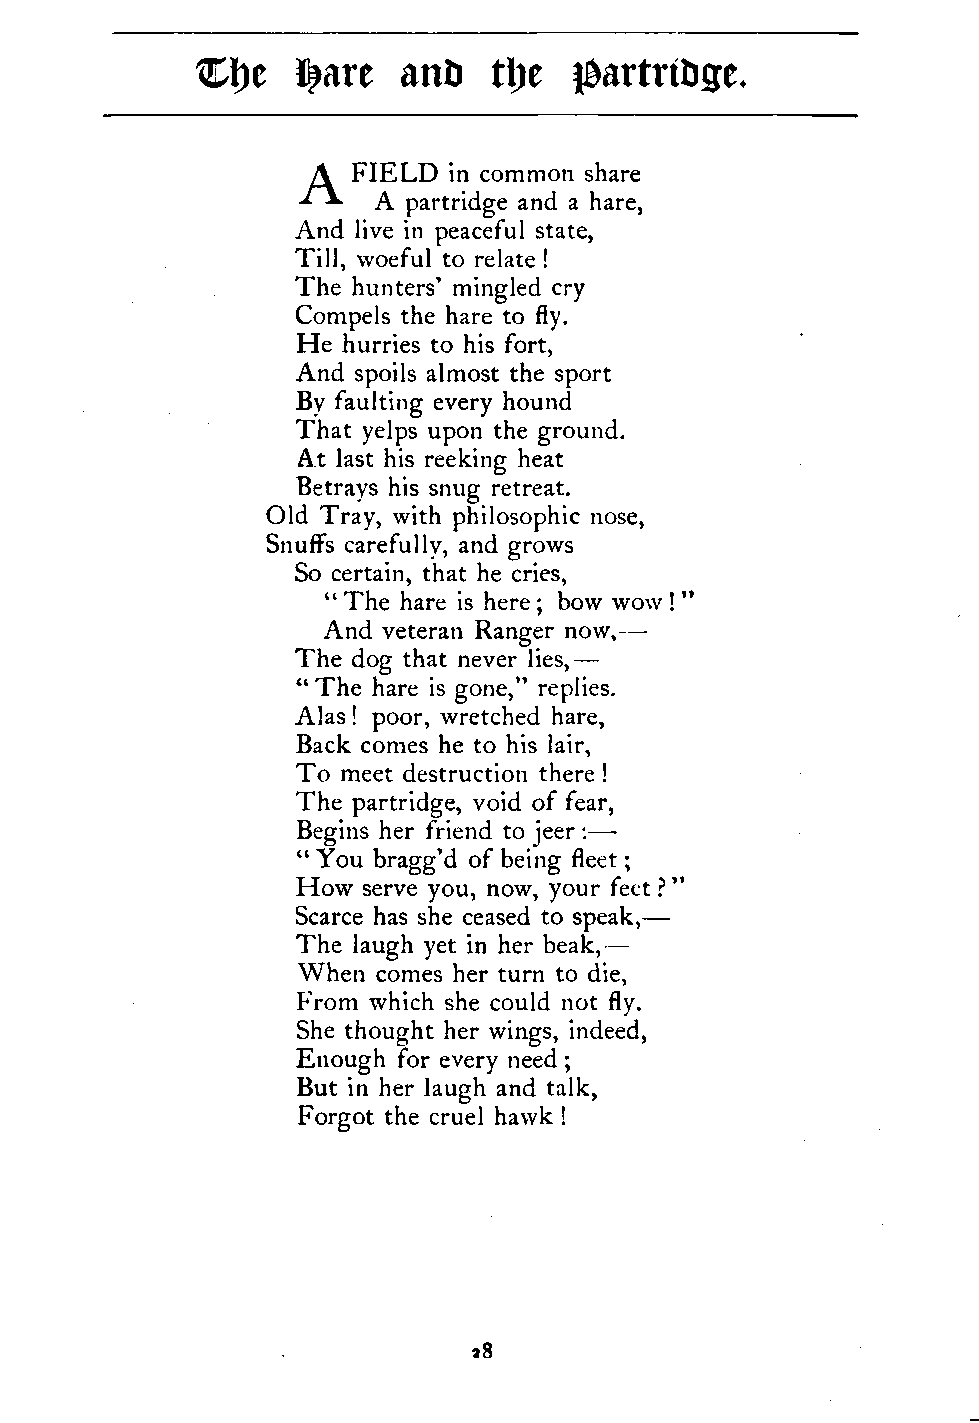 The Hare and the Partridge.
A FIELD in common share
A partridge and a hare,
And live in peaceful state,
Till, woeful to relate!
The hunters' mingled cry
Compels the hare to fly.
He hurries to his fort,
And spoils almost the sport
By faulting every hound
That yelps upon the ground.
At last his reeking heat
Betrays his snug retreat.
Old Tray, with philosophic nose,
Snuffs carefully, and grows
So certain, that he cries,
"The hare is here; bow wow!"
And veteran Ranger now,—
The dog that never lies,—
"The hare is gone," replies.
Alas! poor, wretched hare,
Back comes he to his lair,
To meet destruction there!
The partridge, void of fear,
Begins her friend to jeer:—
"You bragg'd of being fleet;
How serve you, now, your feet?"
Scarce has she ceased to speak,—
The laugh yet in her beak,—
When comes her turn to die,
From which she could not fly.
She thought her wings, indeed,
Enough for every need;
But in her laugh and talk,
Forgot the cruel hawk!
28